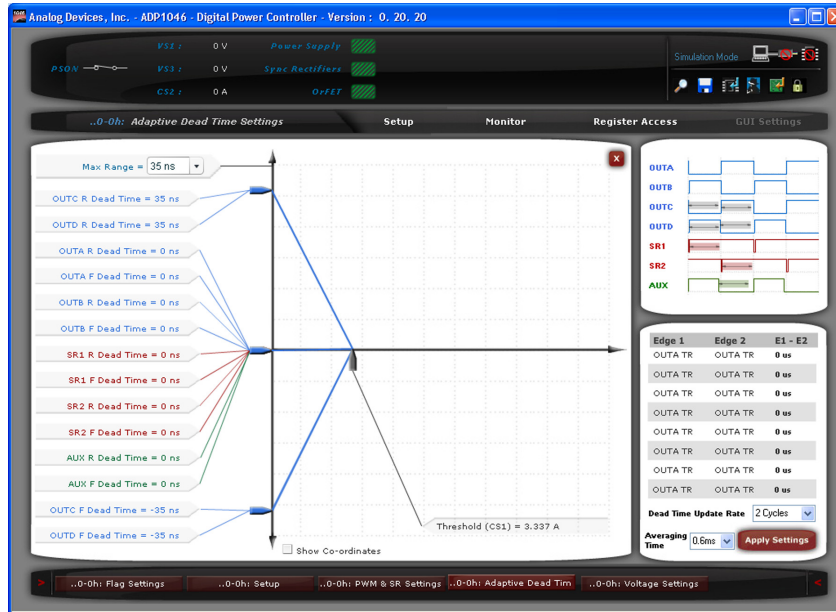 Analog Devices, Inc. - ADP1046 - Digital Power Controller - Version : 0. 20. 20
VS1 : 0 V Power Supply
PSON VS3 : 0 V Sync Rectifiers
CS2 : 0 A OrFET
Simulation Mode
..0-0h: Adaptive Dead Time Settings Setup Monitor Register Access GUI Settings
Max Range = 35 ns
OUTC R Dead Time = 35 ns
OUTD R Dead Time = 35 ns
OUTA R Dead Time = 0 ns
OUTA F Dead Time = 0 ns
OUTB R Dead Time = 0 ns
OUTB F Dead Time = 0 ns
SR1 R Dead Time = 0 ns
SR1 F Dead Time = 0 ns
SR2 R Dead Time = 0 ns
SR2 F Dead Time = 0 ns
AUX R Dead Time = 0 ns
AUX F Dead Time = 0 ns
OUTC F Dead Time = -35 ns
OUTD F Dead Time = -35 ns
Threshold (CS1) = 3.337 A
Show Co-ordinates
x
OUTA
OUTB
OUTC
OUTD
SR1
SR2
AUX
Edge 1 Edge 2 E1 - E2
OUTA TR OUTA TR 0 us
OUTA TR OUTA TR 0 us
OUTA TR OUTA TR 0 us
OUTA TR OUTA TR 0 us
OUTA TR OUTA TR 0 us
OUTA TR OUTA TR 0 us
OUTA TR OUTA TR 0 us
OUTA TR OUTA TR 0 us
Dead Time Update Rate 2 Cycles
Averaging Time 0.6ms Apply Settings
> ..0-0h: Flag Settings ..0-0h: Setup ..0-0h: PWM & SR Settings ..0-0h: Adaptive Dead Tim ..0-0h: Voltage Settings <